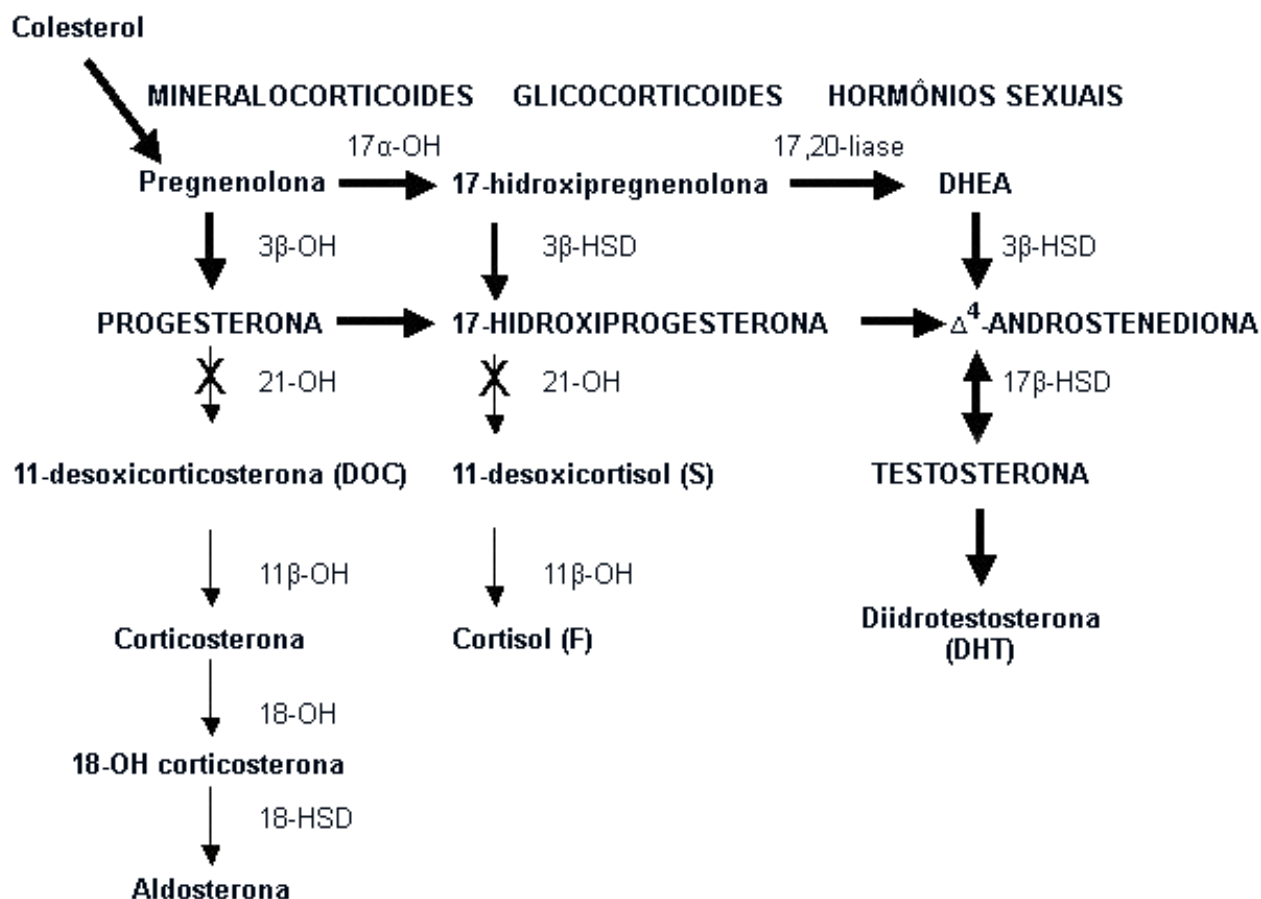 Colesterol
MINERALOCORTICOIDES GLICOCORTICOIDES HORMÔNIOS SEXUAIS
17α-OH 17,20-liase
Pregnenolona 17-hidroxipregnenolona DHEA
3β-OH 3β-HSD 3β-HSD
PROGESTERONA 17-HIDROXIPROGESTERONA Δ⁴-ANDROSTENEDIONA
21-OH 21-OH 17β-HSD
11-desoxicorticosterona (DOC) 11-desoxicortisol (S) TESTOSTERONA
11β-OH 11β-OH
Corticosterona Cortisol (F) Diidrotestosterona
(DHT)
18-OH
18-OH corticosterona
18-HSD
Aldosterona